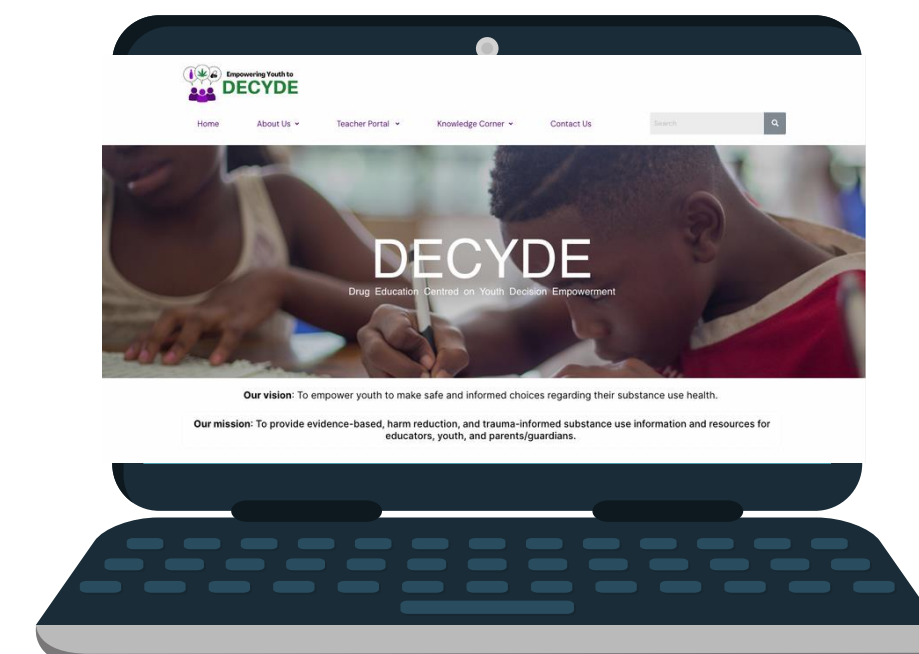 Empowering Youth to
DECYDE
Home About Us Teacher Portal Knowledge Corner Contact Us Search
DECYDE
Drug Education Centred on Youth Decision Empowerment
Our vision: To empower youth to make safe and informed choices regarding their substance use health.
Our mission: To provide evidence-based, harm reduction, and trauma-informed substance use information and resources for
educators, youth, and parents/guardians.